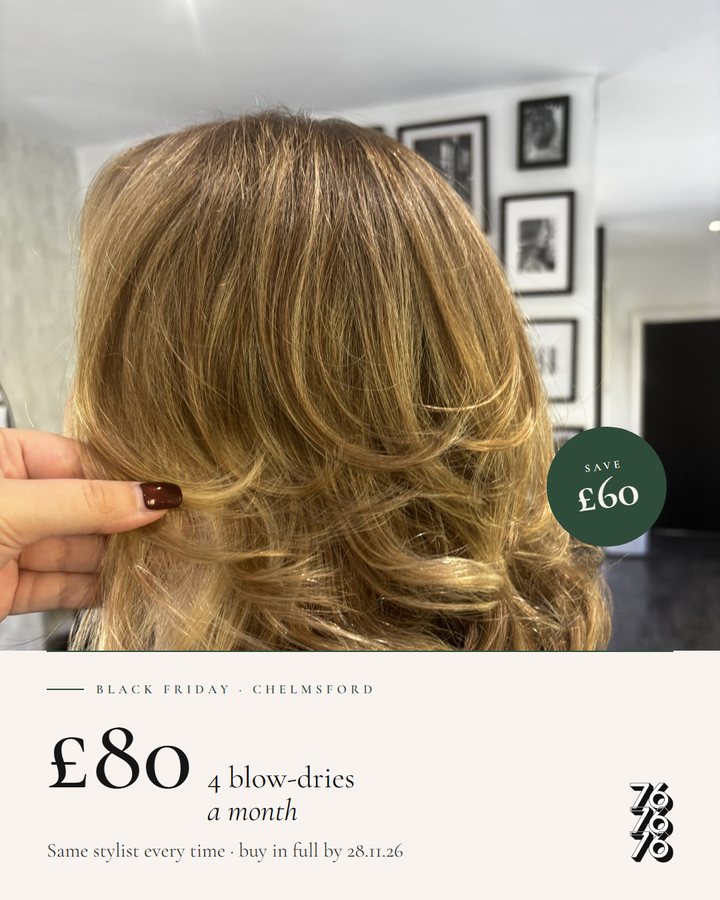 SAVE
£60
BLACK FRIDAY · CHELMSFORD
£80 4 blow-dries
a month
Same stylist every time · buy in full by 28.11.26
76
76
76